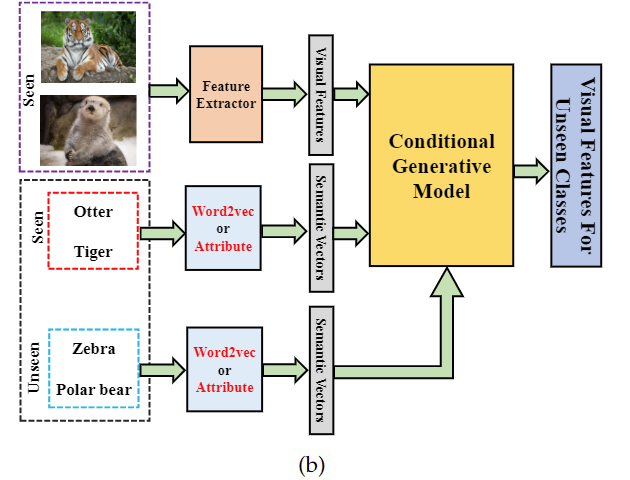 Seen
Feature
Extractor
Visual Features
Conditional
Generative
Model
Visual Features For
Unseen Classes
Seen
Otter
Tiger
Word2vec
or
Attribute
Semantic Vectors
Unseen
Zebra
Polar bear
Word2vec
or
Attribute
Semantic Vectors
(b)